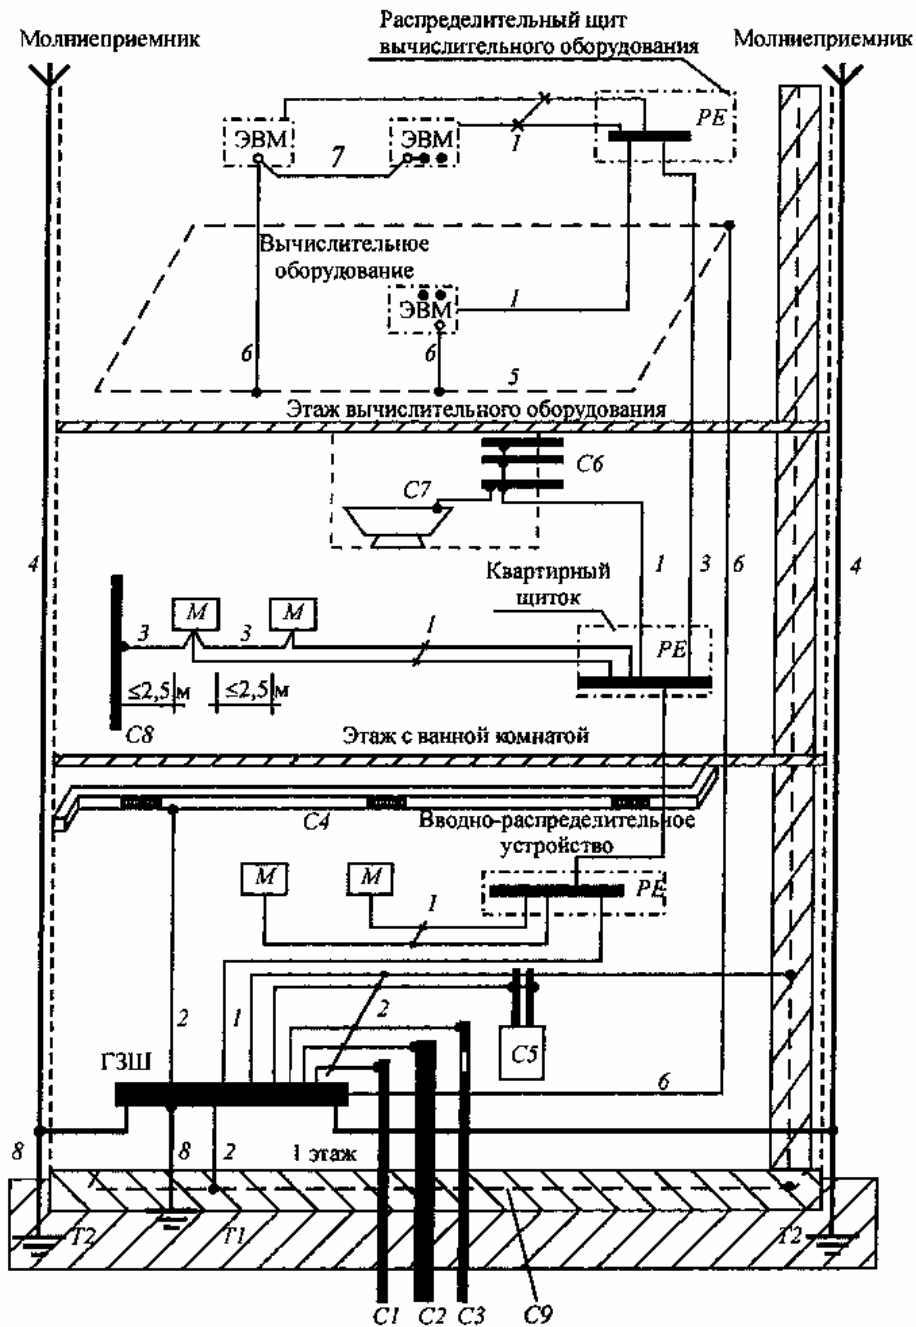 Распределительный щит
вычислительного оборудования
Молниеприемник
Молниеприемник
PE
ЭВМ
ЭВМ
7
1
Вычислительное
оборудование
ЭВМ
1
6
6
5
Этаж вычислительного оборудования
C6
C7
4
1
3
6
4
Квартирный
щиток
M
M
1
3
3
PE
≤2,5 м
≤2,5 м
C8
Этаж с ванной комнатой
C4
Вводно-распределительное
устройство
M
M
1
PE
2
1
2
C5
ГЗШ
6
8
8
2
1 этаж
T2
T1
T2
C1
C2
C3
C9